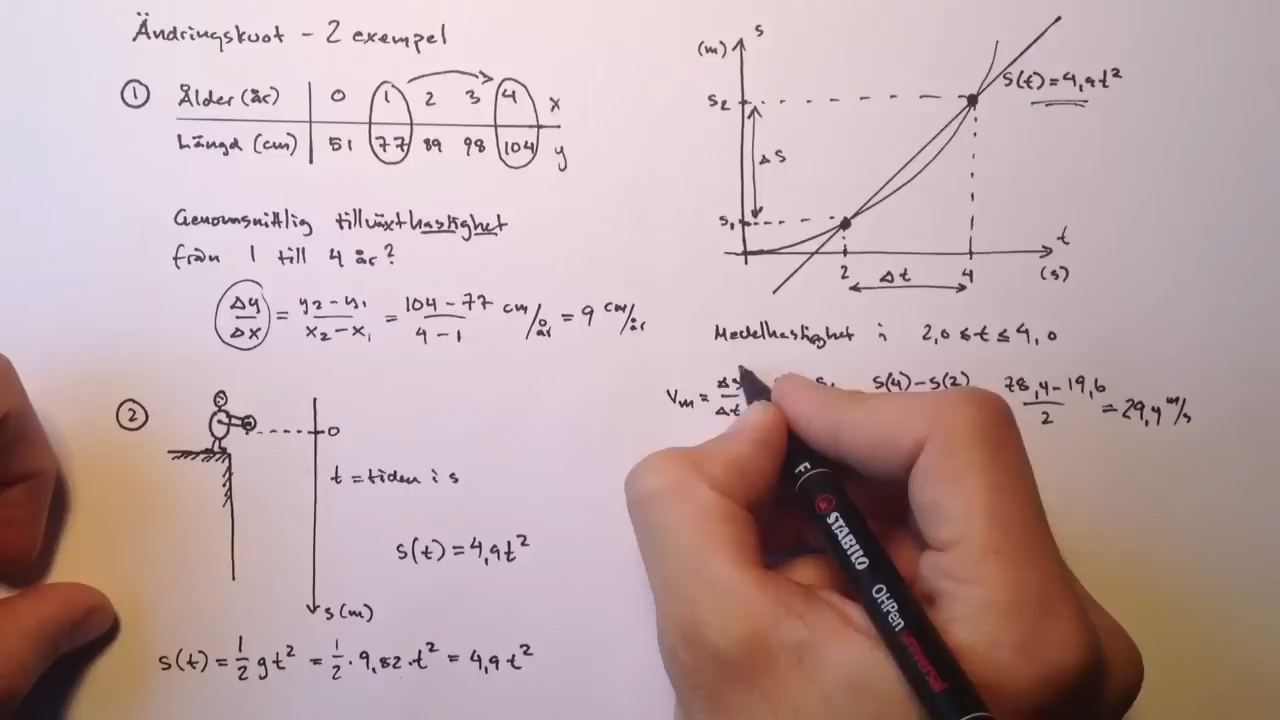 Ändringskvot - 2 exempel
① Ålder (år) 0 1 2 3 4 x
Längd (cm) 51 77 89 98 104 y
Genomsnittlig tillväxthastighet
från 1 till 4 år?
Δy/Δx = y₂-y₁/x₂-x₁ = 104-77/4-1 cm/år = 9 cm/år
②
0
t = tiden i s
s(t) = 4,9t²
s(m)
s(t) = 1/2 gt² = 1/2 · 9,82 · t² = 4,9t²
(m) s
S(t) = 4,9t²
s₂
Δs
s₁
t
2 Δt 4 (s)
Medelhastighet i 2,0 ≤ t ≤ 4,0
Vm = Δs/Δt s₁ s(4)-s(2) 78,4-19,6/2 = 29,4 m/s
F
STABILO OHPen universal